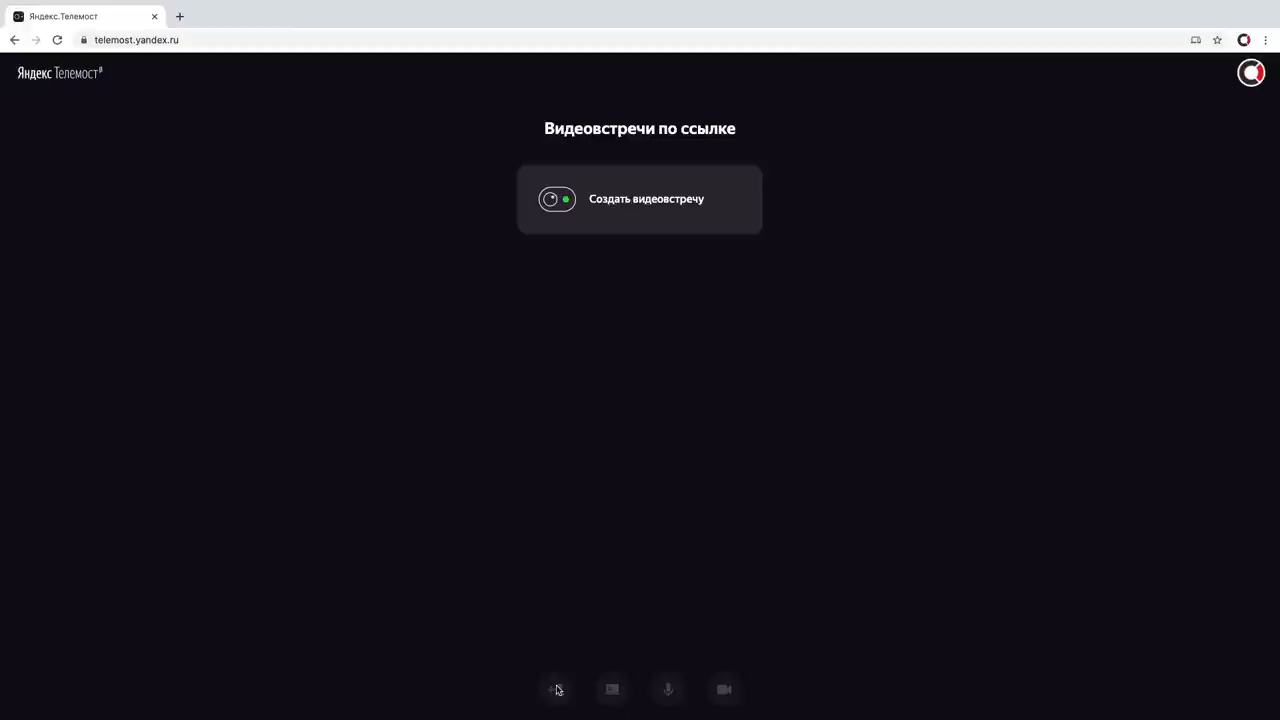 Яндекс.Телемост
telemost.yandex.ru
Яндекс Телемост β
Видеовстречи по ссылке
Создать видеовстречу